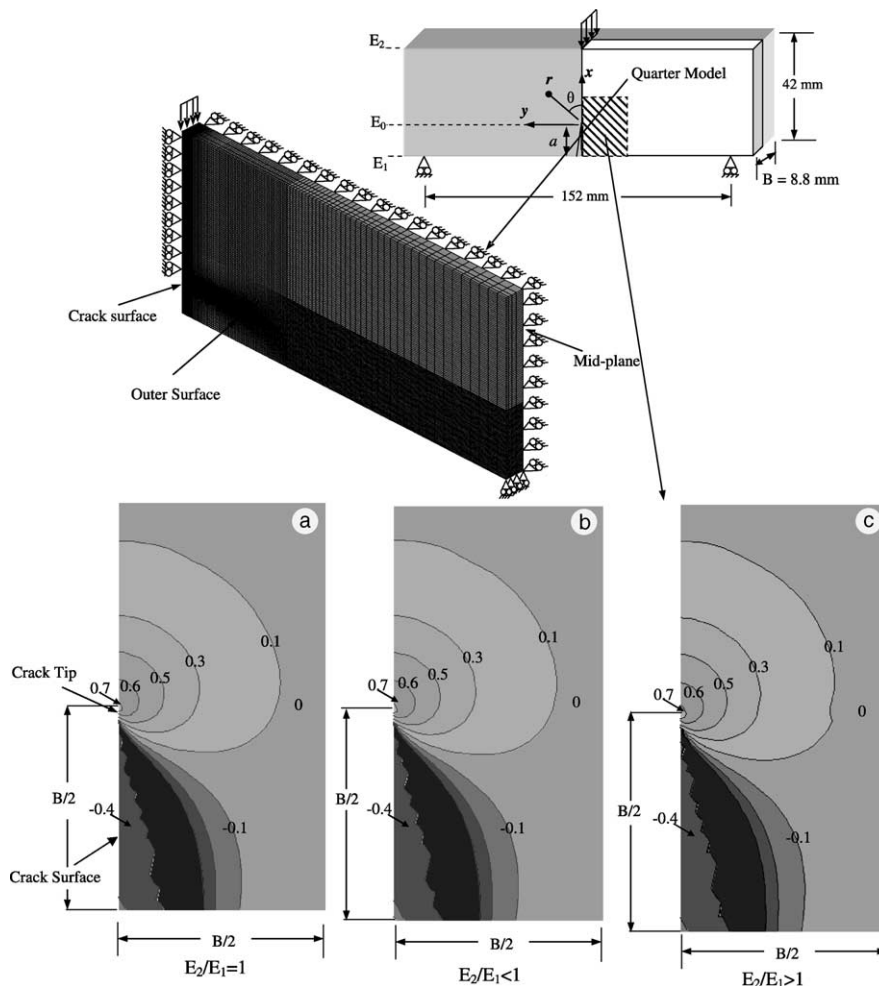 E₂
Quarter Model
x
r
θ
42 mm
E₀
y
a
E₁
B = 8.8 mm
152 mm
Crack surface
Mid-plane
Outer Surface
a
b
c
0.1
0.1
0.1
0.3
0.3
0.3
Crack Tip
0.7
0.6
0.5
0
0.7
0.6
0.5
0
0.7
0.6
0.5
0
B/2
B/2
B/2
-0.4
-0.1
-0.4
-0.1
-0.4
-0.1
Crack Surface
B/2
B/2
B/2
E₂/E₁=1
E₂/E₁<1
E₂/E₁>1